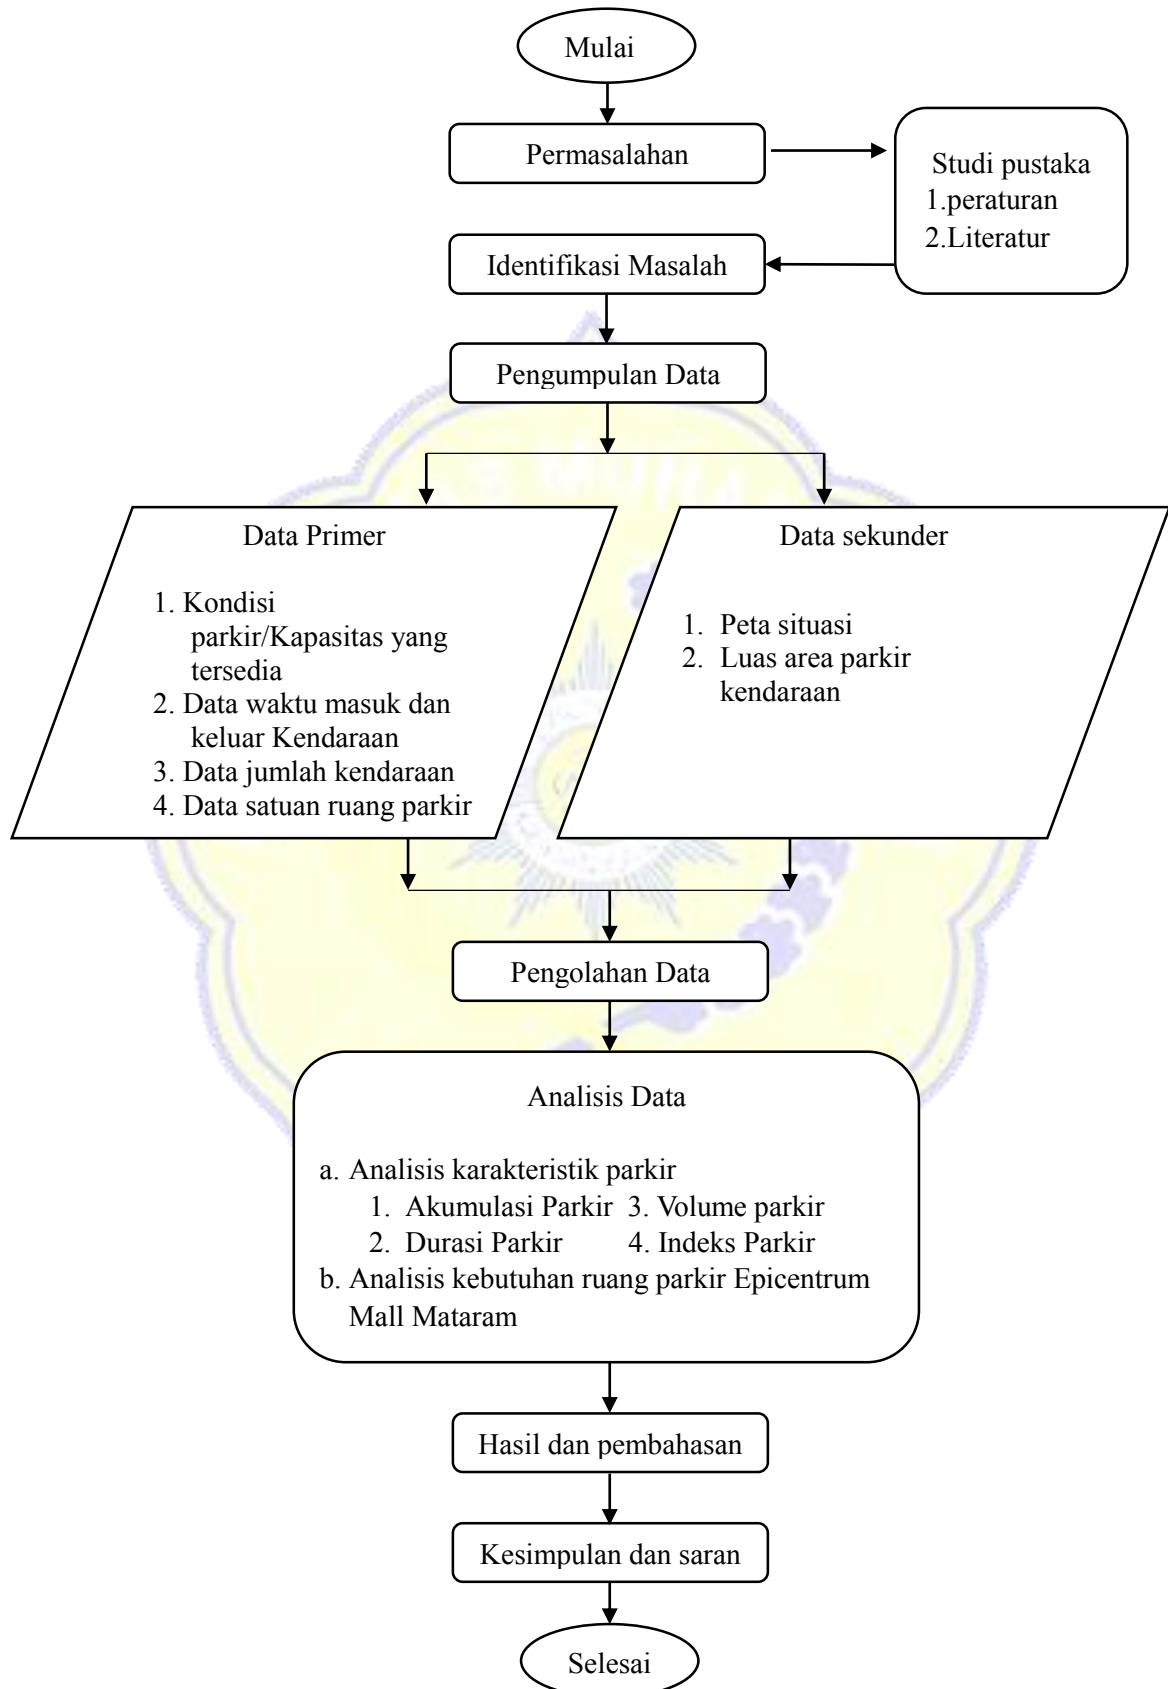 Mulai
Permasalahan
Studi pustaka
1.peraturan
2.Literatur
Identifikasi Masalah
Pengumpulan Data
Data Primer
1. Kondisi
parkir/Kapasitas yang
tersedia
2. Data waktu masuk dan
keluar Kendaraan
3. Data jumlah kendaraan
4. Data satuan ruang parkir
Data sekunder
1. Peta situasi
2. Luas area parkir
kendaraan
Pengolahan Data
Analisis Data
a. Analisis karakteristik parkir
1. Akumulasi Parkir 3. Volume parkir
2. Durasi Parkir 4. Indeks Parkir
b. Analisis kebutuhan ruang parkir Epicentrum
Mall Mataram
Hasil dan pembahasan
Kesimpulan dan saran
Selesai